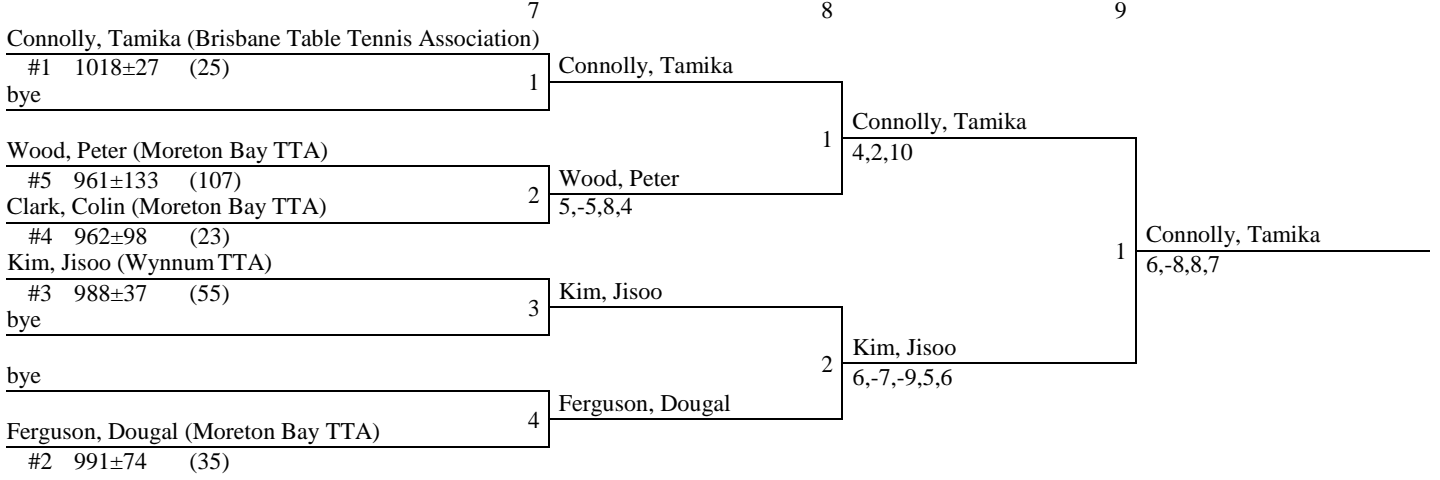 7 8 9
Connolly, Tamika (Brisbane Table Tennis Association)
#1 1018±27 (25)
bye
1
Connolly, Tamika
Wood, Peter (Moreton Bay TTA)
#5 961±133 (107)
Clark, Colin (Moreton Bay TTA)
#4 962±98 (23)
2
Wood, Peter
5,-5,8,4
1
Connolly, Tamika
4,2,10
Kim, Jisoo (Wynnum TTA)
#3 988±37 (55)
bye
3
Kim, Jisoo
bye
Ferguson, Dougal (Moreton Bay TTA)
#2 991±74 (35)
4
Ferguson, Dougal
2
Kim, Jisoo
6,-7,-9,5,6
1
Connolly, Tamika
6,-8,8,7